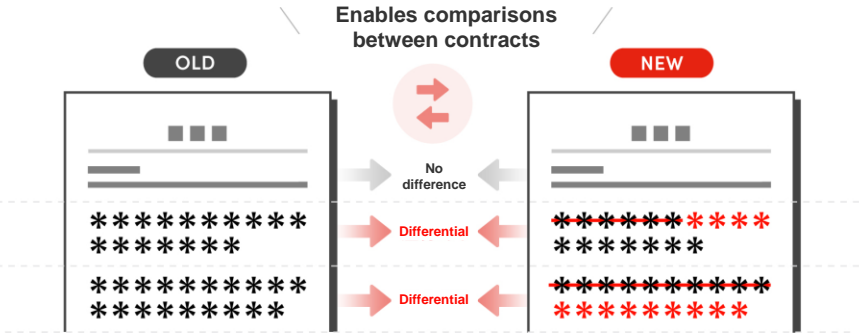 Enables comparisons
between contracts
OLD
NEW
No
difference
**********
*******
Differential
**********
*******
**********
*********
Differential
**********
*********